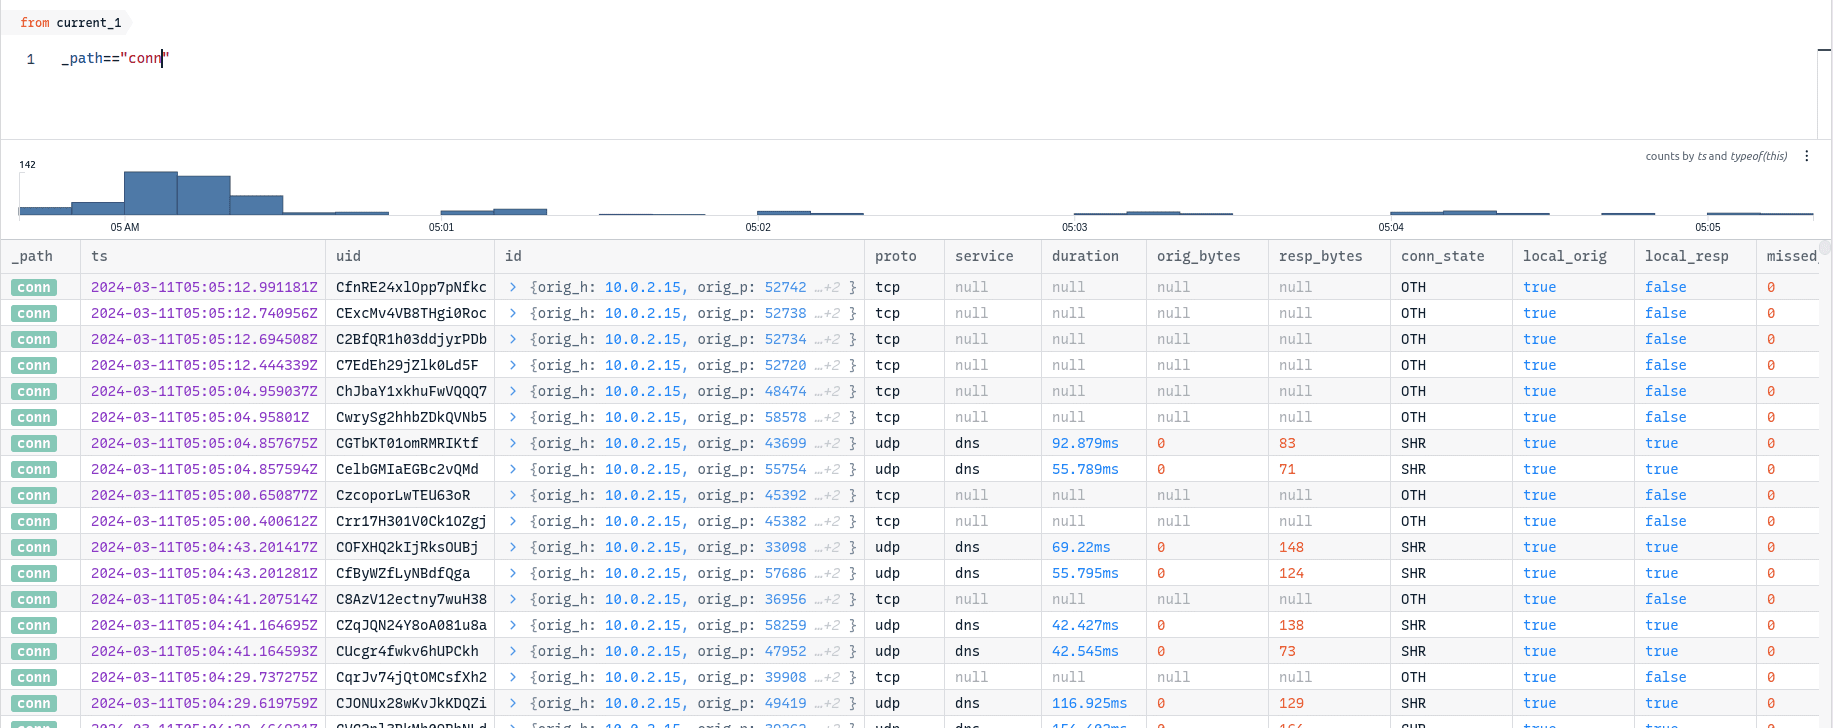 from current_1
1 _path=="conn"
142
counts by ts and typeof(this)
05 AM 05:01 05:02 05:03 05:04 05:05
_path ts uid id proto service duration orig_bytes resp_bytes conn_state local_orig local_resp missed
conn 2024-03-11T05:05:12.991181Z CfnRE24xlOpp7pNfkc > {orig_h: 10.0.2.15, orig_p: 52742 …+2 } tcp null null null null OTH true false 0
conn 2024-03-11T05:05:12.740956Z CExcMv4VB8THgi0Roc > {orig_h: 10.0.2.15, orig_p: 52738 …+2 } tcp null null null null OTH true false 0
conn 2024-03-11T05:05:12.694508Z C2BfQR1h03ddjyrPDb > {orig_h: 10.0.2.15, orig_p: 52734 …+2 } tcp null null null null OTH true false 0
conn 2024-03-11T05:05:12.444339Z C7EdEh29jZlk0Ld5F > {orig_h: 10.0.2.15, orig_p: 52720 …+2 } tcp null null null null OTH true false 0
conn 2024-03-11T05:05:04.959037Z ChJbaY1xkhuFwVQQQ7 > {orig_h: 10.0.2.15, orig_p: 48474 …+2 } tcp null null null null OTH true false 0
conn 2024-03-11T05:05:04.95801Z CwrySg2hhbZDkQVNb5 > {orig_h: 10.0.2.15, orig_p: 58578 …+2 } tcp null null null null OTH true false 0
conn 2024-03-11T05:05:04.857675Z CGTbKT01omRMRIKtf > {orig_h: 10.0.2.15, orig_p: 43699 …+2 } udp dns 92.879ms 0 83 SHR true true 0
conn 2024-03-11T05:05:04.857594Z CelbGMIaEGBc2vQMd > {orig_h: 10.0.2.15, orig_p: 55754 …+2 } udp dns 55.789ms 0 71 SHR true true 0
conn 2024-03-11T05:05:00.650877Z CzcoporLwTEU63oR > {orig_h: 10.0.2.15, orig_p: 45392 …+2 } tcp null null null null OTH true false 0
conn 2024-03-11T05:05:00.400612Z Crr17H301V0Ck1OZgj > {orig_h: 10.0.2.15, orig_p: 45382 …+2 } tcp null null null null OTH true false 0
conn 2024-03-11T05:04:43.201417Z COFXHQ2kIjRksOUBj > {orig_h: 10.0.2.15, orig_p: 33098 …+2 } udp dns 69.22ms 0 148 SHR true true 0
conn 2024-03-11T05:04:43.201281Z CfByWZfLyNBdfQga > {orig_h: 10.0.2.15, orig_p: 57686 …+2 } udp dns 55.795ms 0 124 SHR true true 0
conn 2024-03-11T05:04:41.207514Z C8AzV12ectny7wuH38 > {orig_h: 10.0.2.15, orig_p: 36956 …+2 } tcp null null null null OTH true false 0
conn 2024-03-11T05:04:41.164695Z CZqJQN24Y8oA081u8a > {orig_h: 10.0.2.15, orig_p: 58259 …+2 } udp dns 42.427ms 0 138 SHR true true 0
conn 2024-03-11T05:04:41.164593Z CUcgr4fwkv6hUPCkh > {orig_h: 10.0.2.15, orig_p: 47952 …+2 } udp dns 42.545ms 0 73 SHR true true 0
conn 2024-03-11T05:04:29.737275Z CqrJv74jQtOMCsfXh2 > {orig_h: 10.0.2.15, orig_p: 39908 …+2 } tcp null null null null OTH true false 0
conn 2024-03-11T05:04:29.619759Z CJONUx28wKvJkKDQZi > {orig_h: 10.0.2.15, orig_p: 49419 …+2 } udp dns 116.925ms 0 129 SHR true true 0